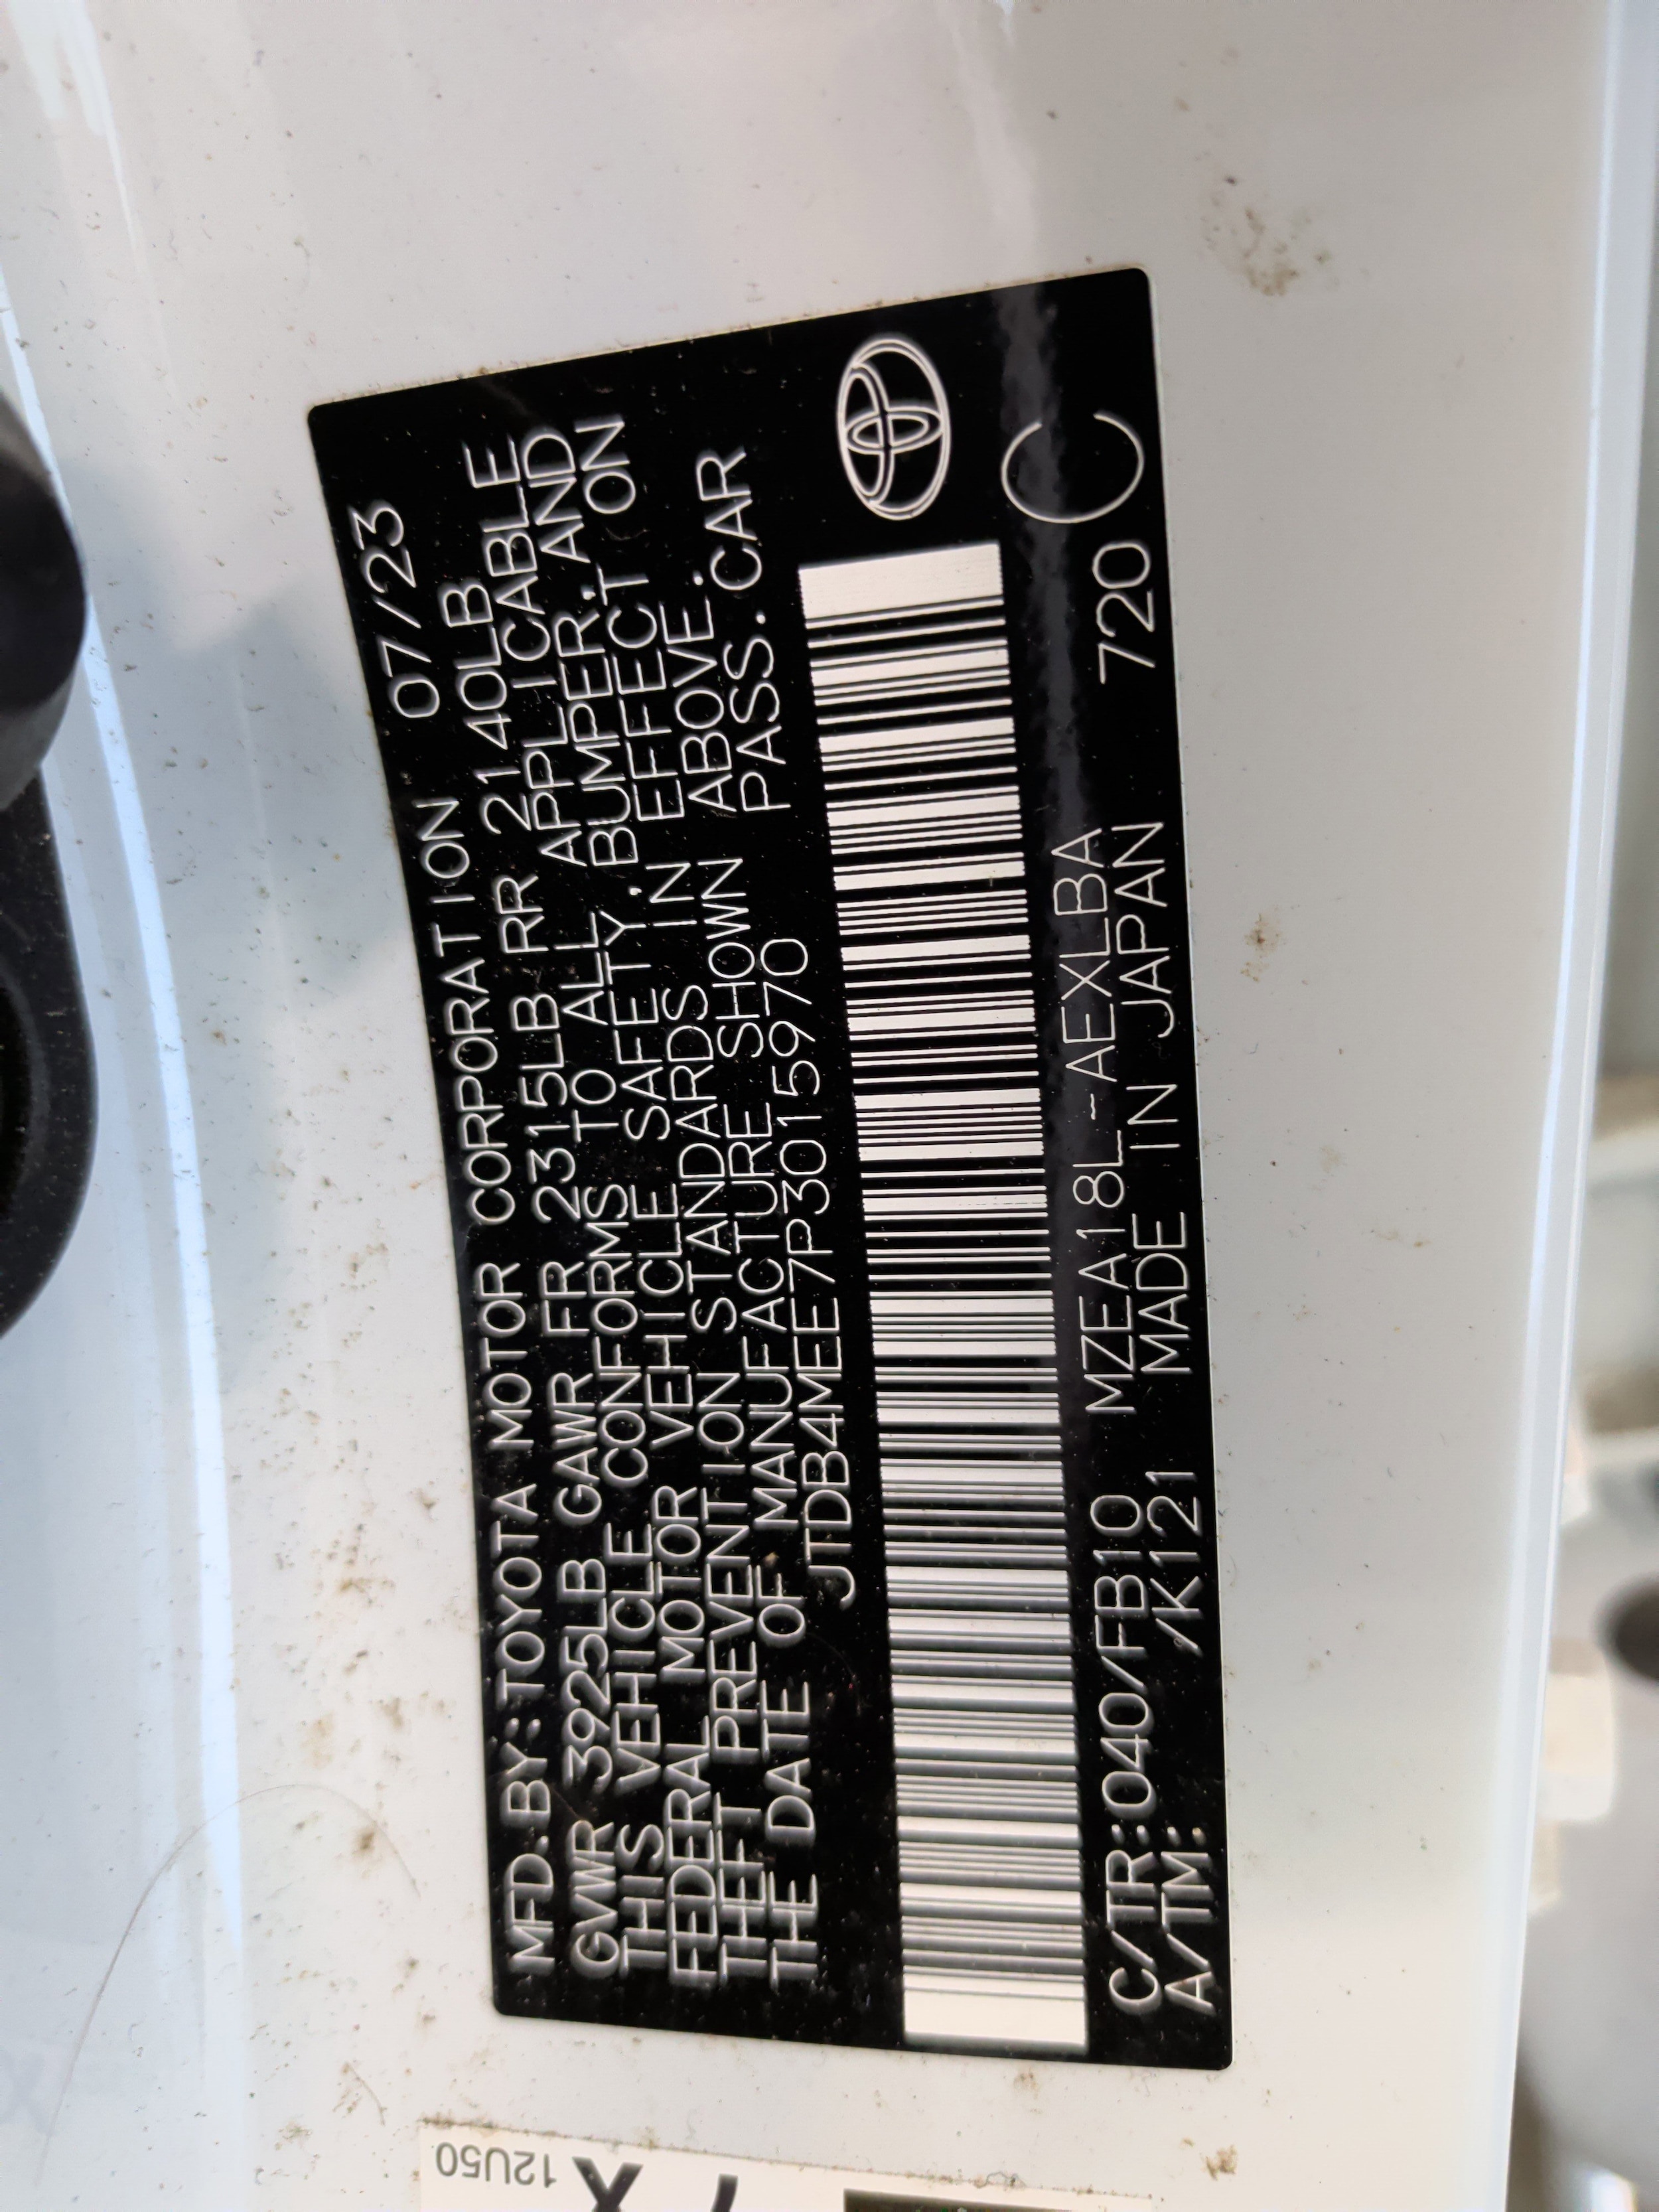 MFD.BY:TOYOTA MOTOR CORPORATION 07/23
GVWR 3925LB GAWR FR 2315LB RR 2140LB
THIS VEHICLE CONFORMS TO ALL APPLICABLE
FEDERAL MOTOR VEHICLE SAFETY, BUMPER, AND
THEFT PREVENTION STANDARDS IN EFFECT ON
THE DATE OF MANUFACTURE SHOWN ABOVE.
JTDB4MEE7P3015970 PASS.CAR
C/TR:040/FB10 MZEA18L-AEXLBA
A/TM: /K121 MADE IN JAPAN 720 C
12U50